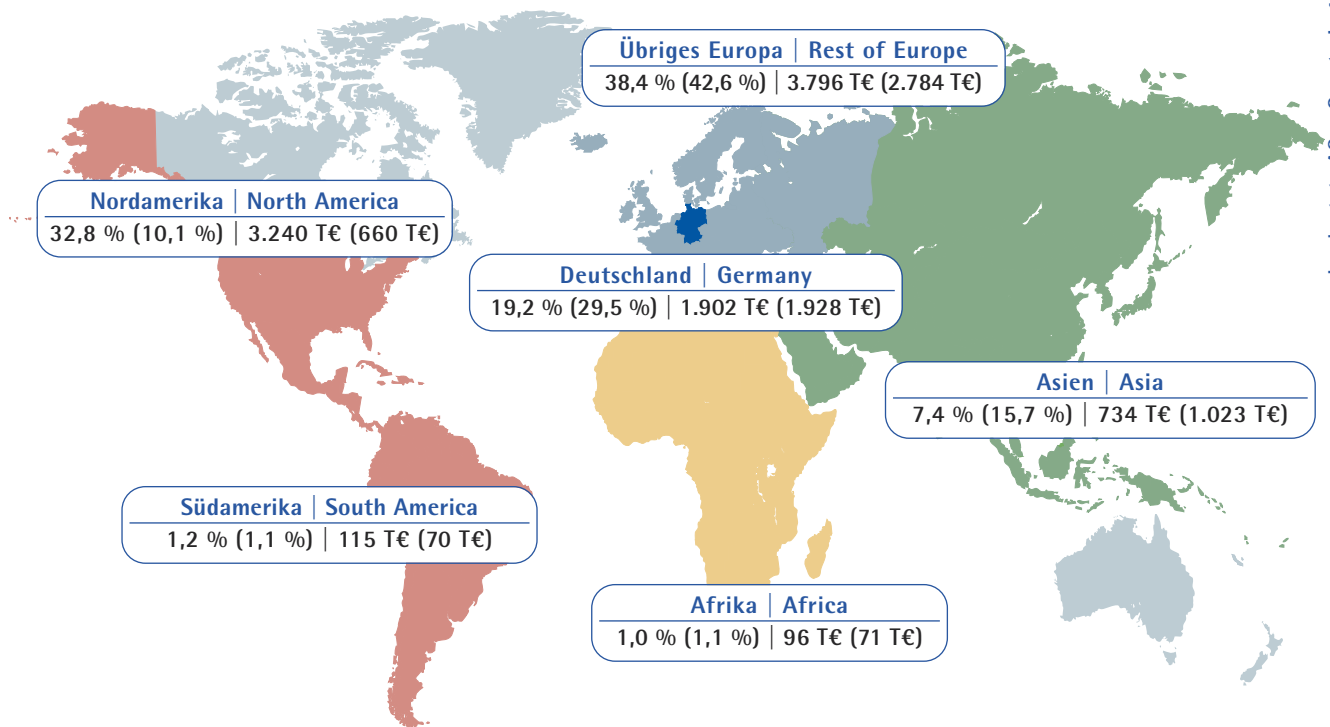 Übriges Europa | Rest of Europe
38,4 % (42,6 %) | 3.796 T€ (2.784 T€)
Nordamerika | North America
32,8 % (10,1 %) | 3.240 T€ (660 T€)
Deutschland | Germany
19,2 % (29,5 %) | 1.902 T€ (1.928 T€)
Asien | Asia
7,4 % (15,7 %) | 734 T€ (1.023 T€)
Südamerika | South America
1,2 % (1,1 %) | 115 T€ (70 T€)
Afrika | Africa
1,0 % (1,1 %) | 96 T€ (71 T€)